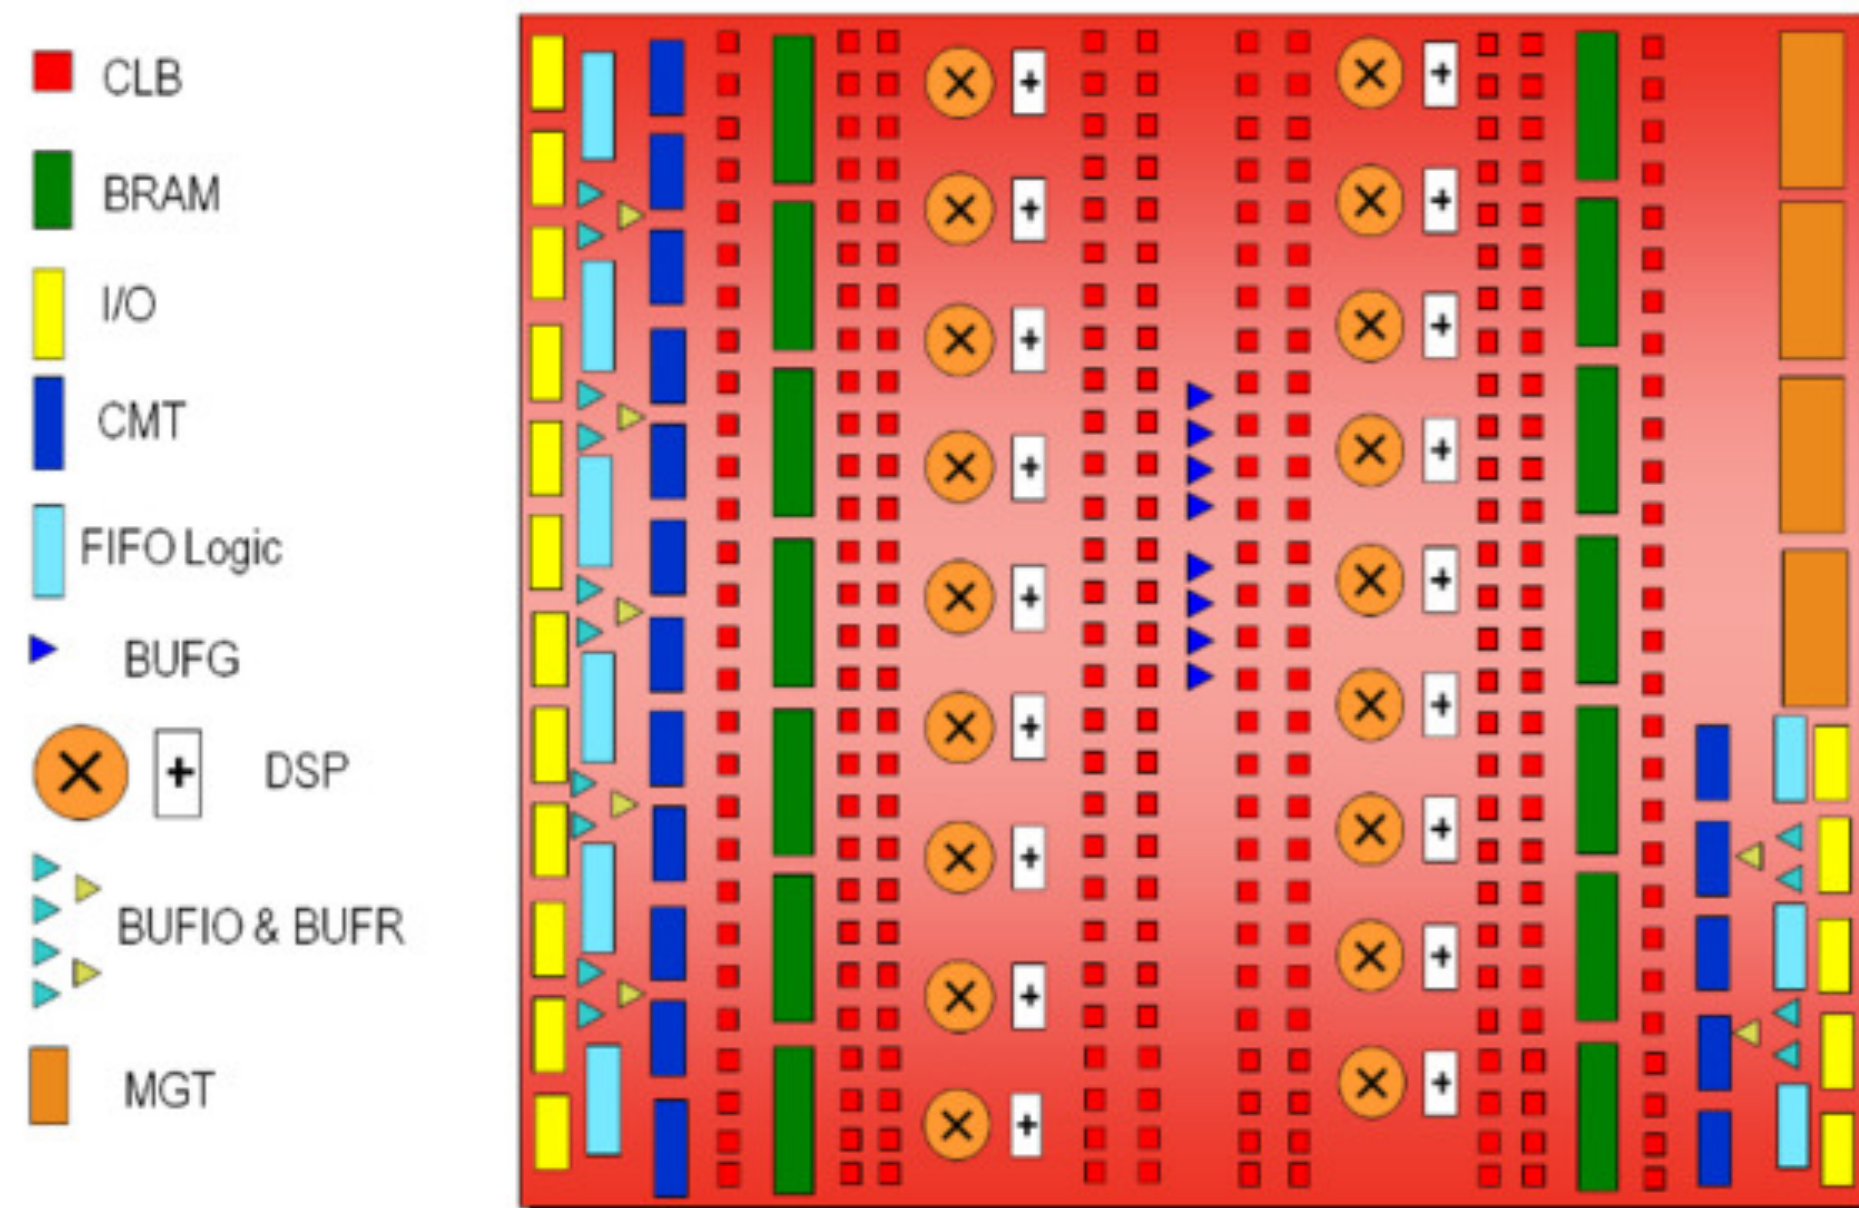 CLB
BRAM
I/O
CMT
FIFO Logic
BUFG
DSP
BUFIO & BUFR
MGT